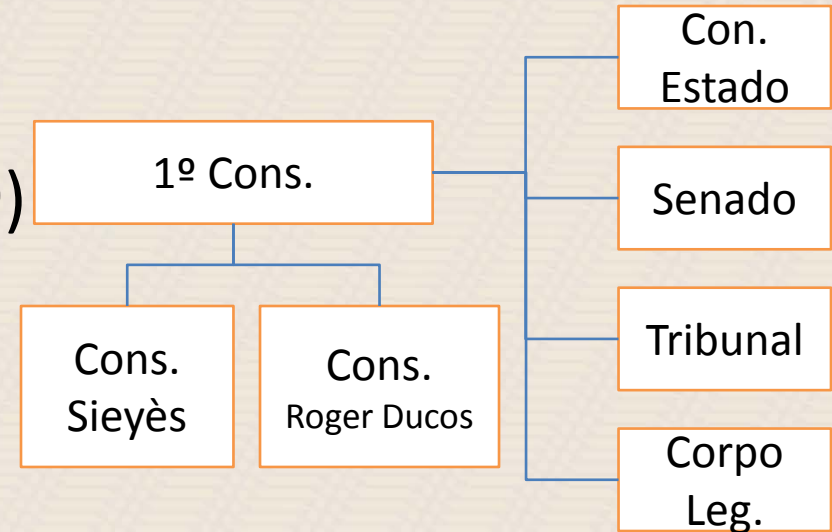 )
1º Cons.
Cons.
Sieyès
Cons.
Roger Ducos
Con.
Estado
Senado
Tribunal
Corpo
Leg.